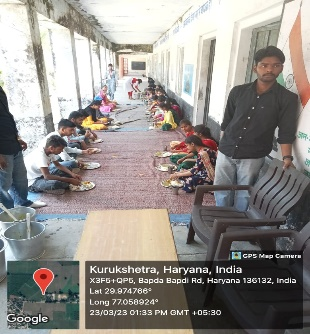 GPS Map Camera
Kurukshetra, Haryana, India
X3F5+QP5, Bapda Bapdi Rd, Haryana 136132, India
Lat 29.974766°
Long 77.058924°
23/03/23 01:33 PM GMT +05:30
Google